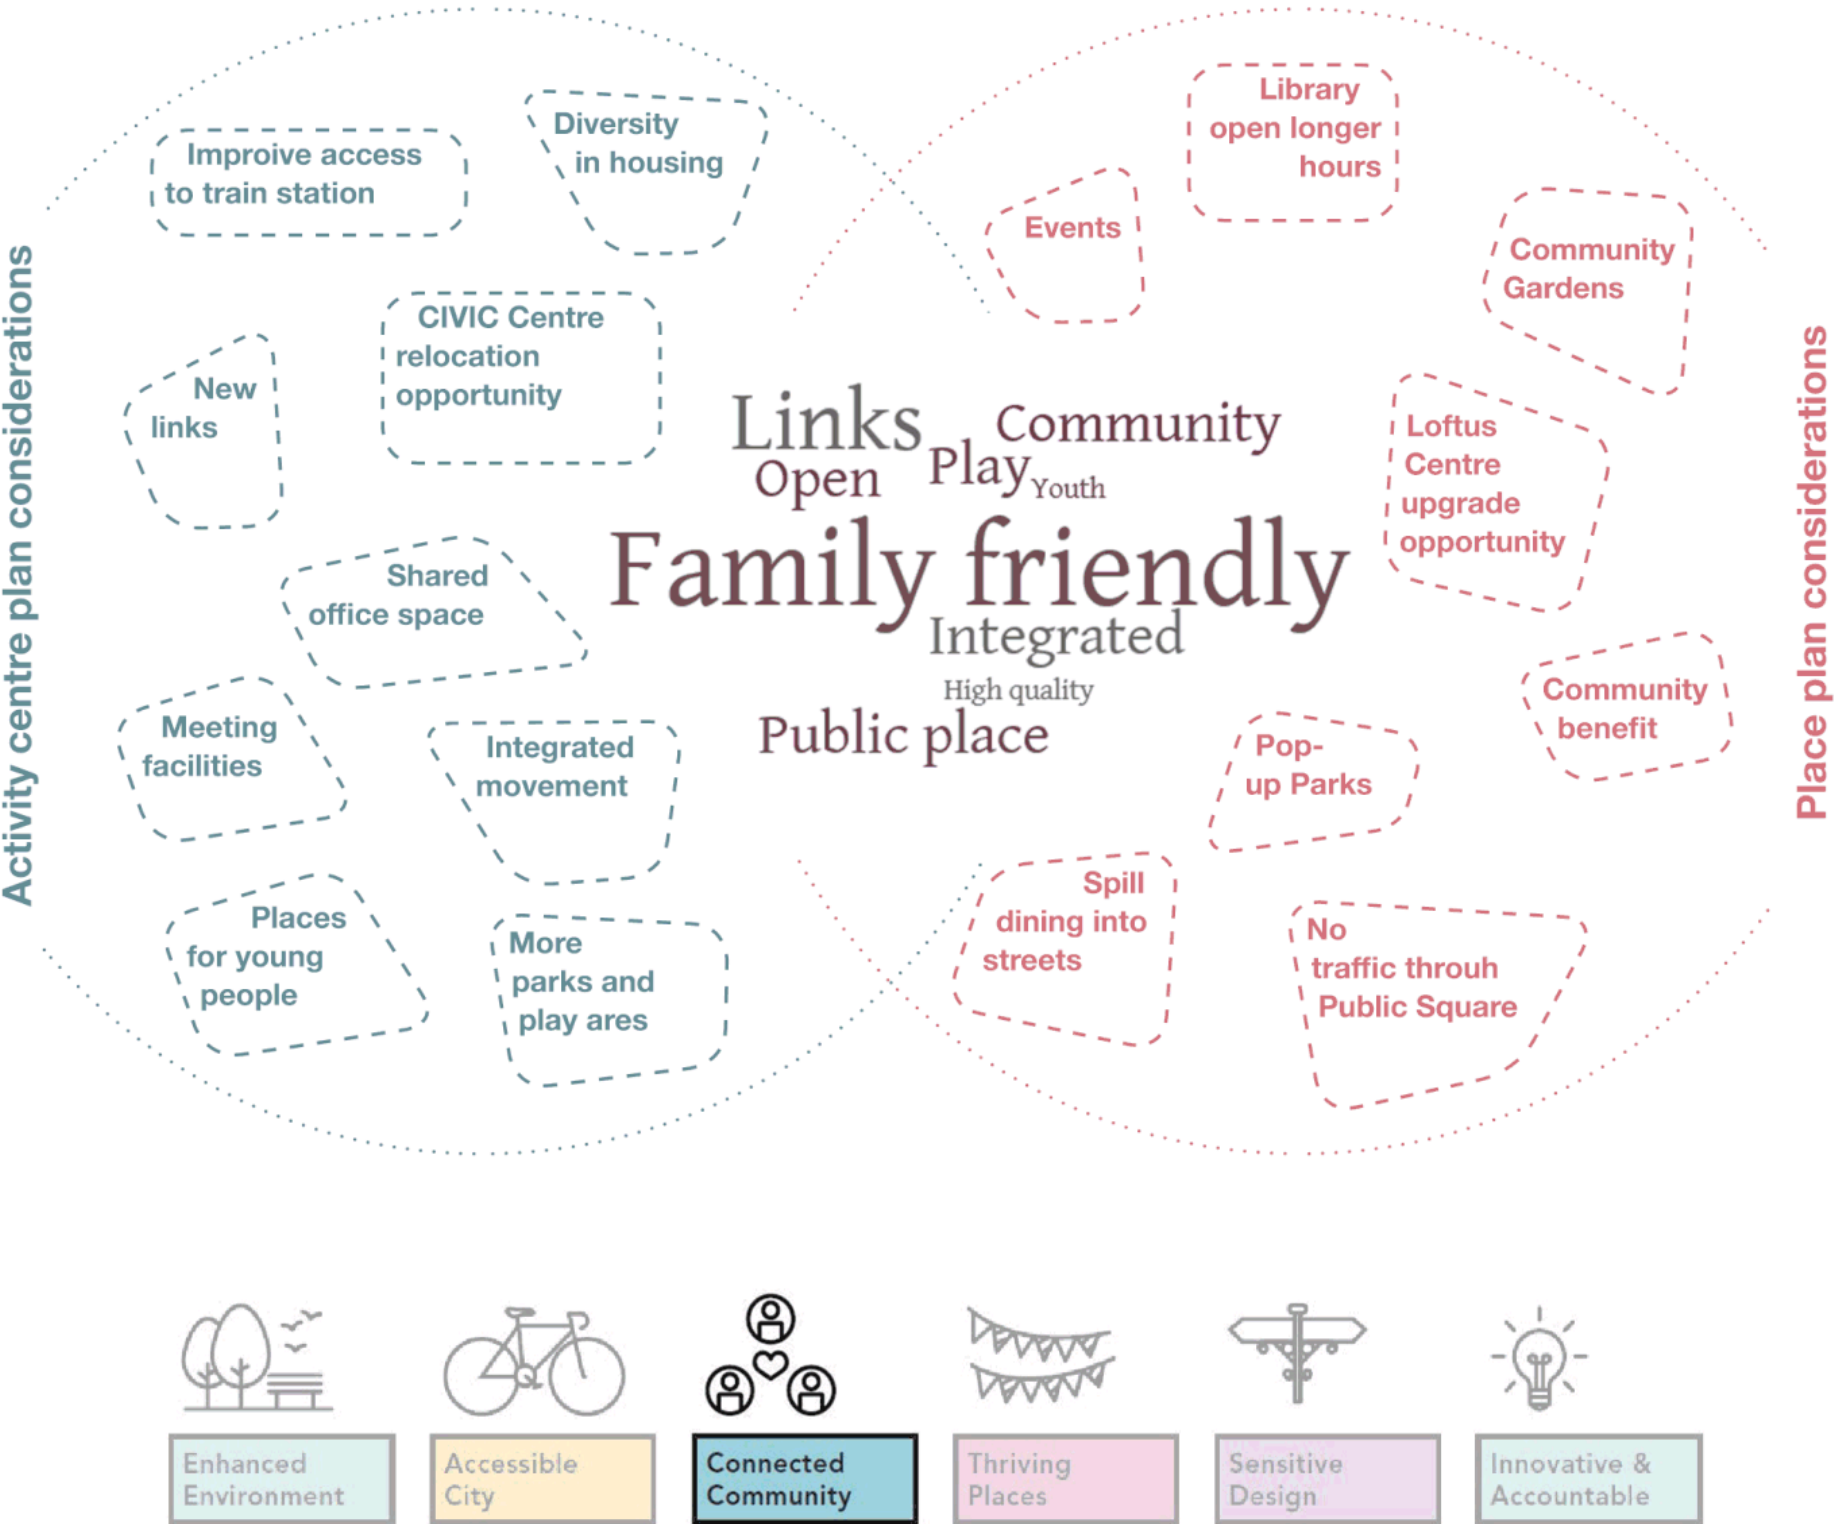 Activity centre plan considerations
Improive access
to train station
Diversity
in housing
New
links
CIVIC Centre
relocation
opportunity
Shared
office space
Meeting
facilities
Integrated
movement
Places
for young
people
More
parks and
play ares
Links
Community
Open
Play
Youth
Family friendly
Integrated
High quality
Public place
Library
open longer
hours
Events
Community
Gardens
Loftus
Centre
upgrade
opportunity
Community
benefit
Pop-
up Parks
Spill
dining into
streets
No
traffic throuh
Public Square
Place plan considerations
Enhanced
Environment
Accessible
City
Connected
Community
Thriving
Places
Sensitive
Design
Innovative &
Accountable